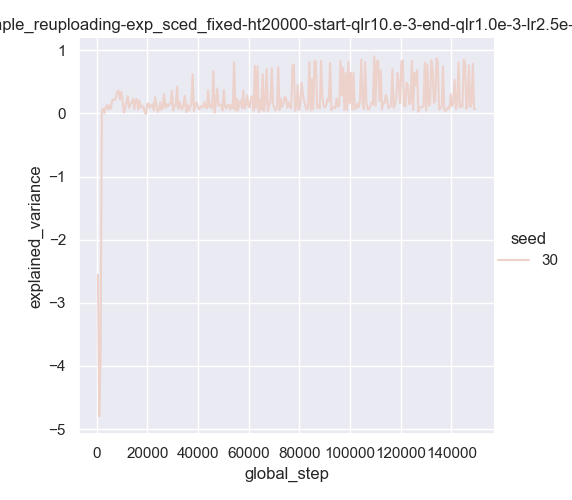 nple_reuploading-exp_sced_fixed-ht20000-start-qlr10.e-3-end-qlr1.0e-3-lr2.5e-
1
0
−1
−2
−3
−4
−5
explained_variance
0 20000 40000 60000 80000 100000 120000 140000
global_step
seed
30